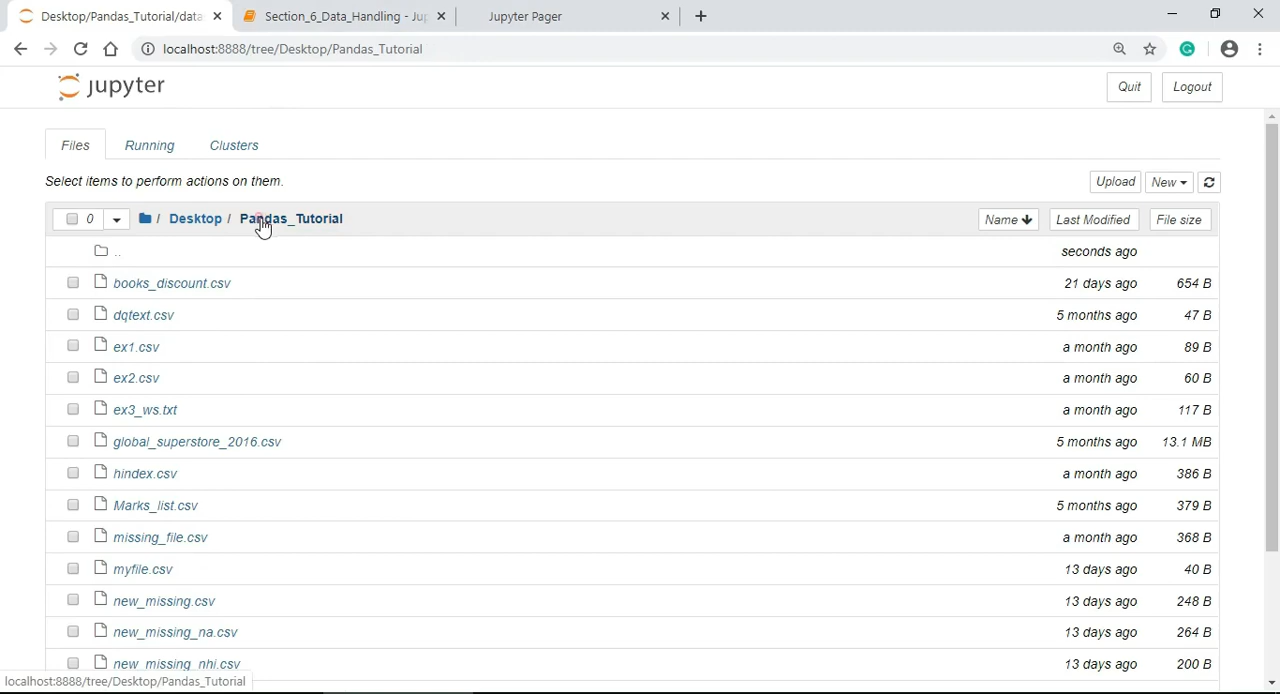 Desktop/Pandas_Tutorial/data
Section_6_Data_Handling - Jup
Jupyter Pager
localhost:8888/tree/Desktop/Pandas_Tutorial
jupyter
Quit
Logout
Files
Running
Clusters
Select items to perform actions on them.
Upload
New
0
/ Desktop / Pandas_Tutorial
Name
Last Modified
File size
..
seconds ago
books_discount.csv
21 days ago
654 B
dqtext.csv
5 months ago
47 B
ex1.csv
a month ago
89 B
ex2.csv
a month ago
60 B
ex3_ws.txt
a month ago
117 B
global_superstore_2016.csv
5 months ago
13.1 MB
hindex.csv
a month ago
386 B
Marks_list.csv
5 months ago
379 B
missing_file.csv
a month ago
368 B
myfile.csv
13 days ago
40 B
new_missing.csv
13 days ago
248 B
new_missing_na.csv
13 days ago
264 B
new_missing_nhi.csv
13 days ago
200 B
localhost:8888/tree/Desktop/Pandas_Tutorial